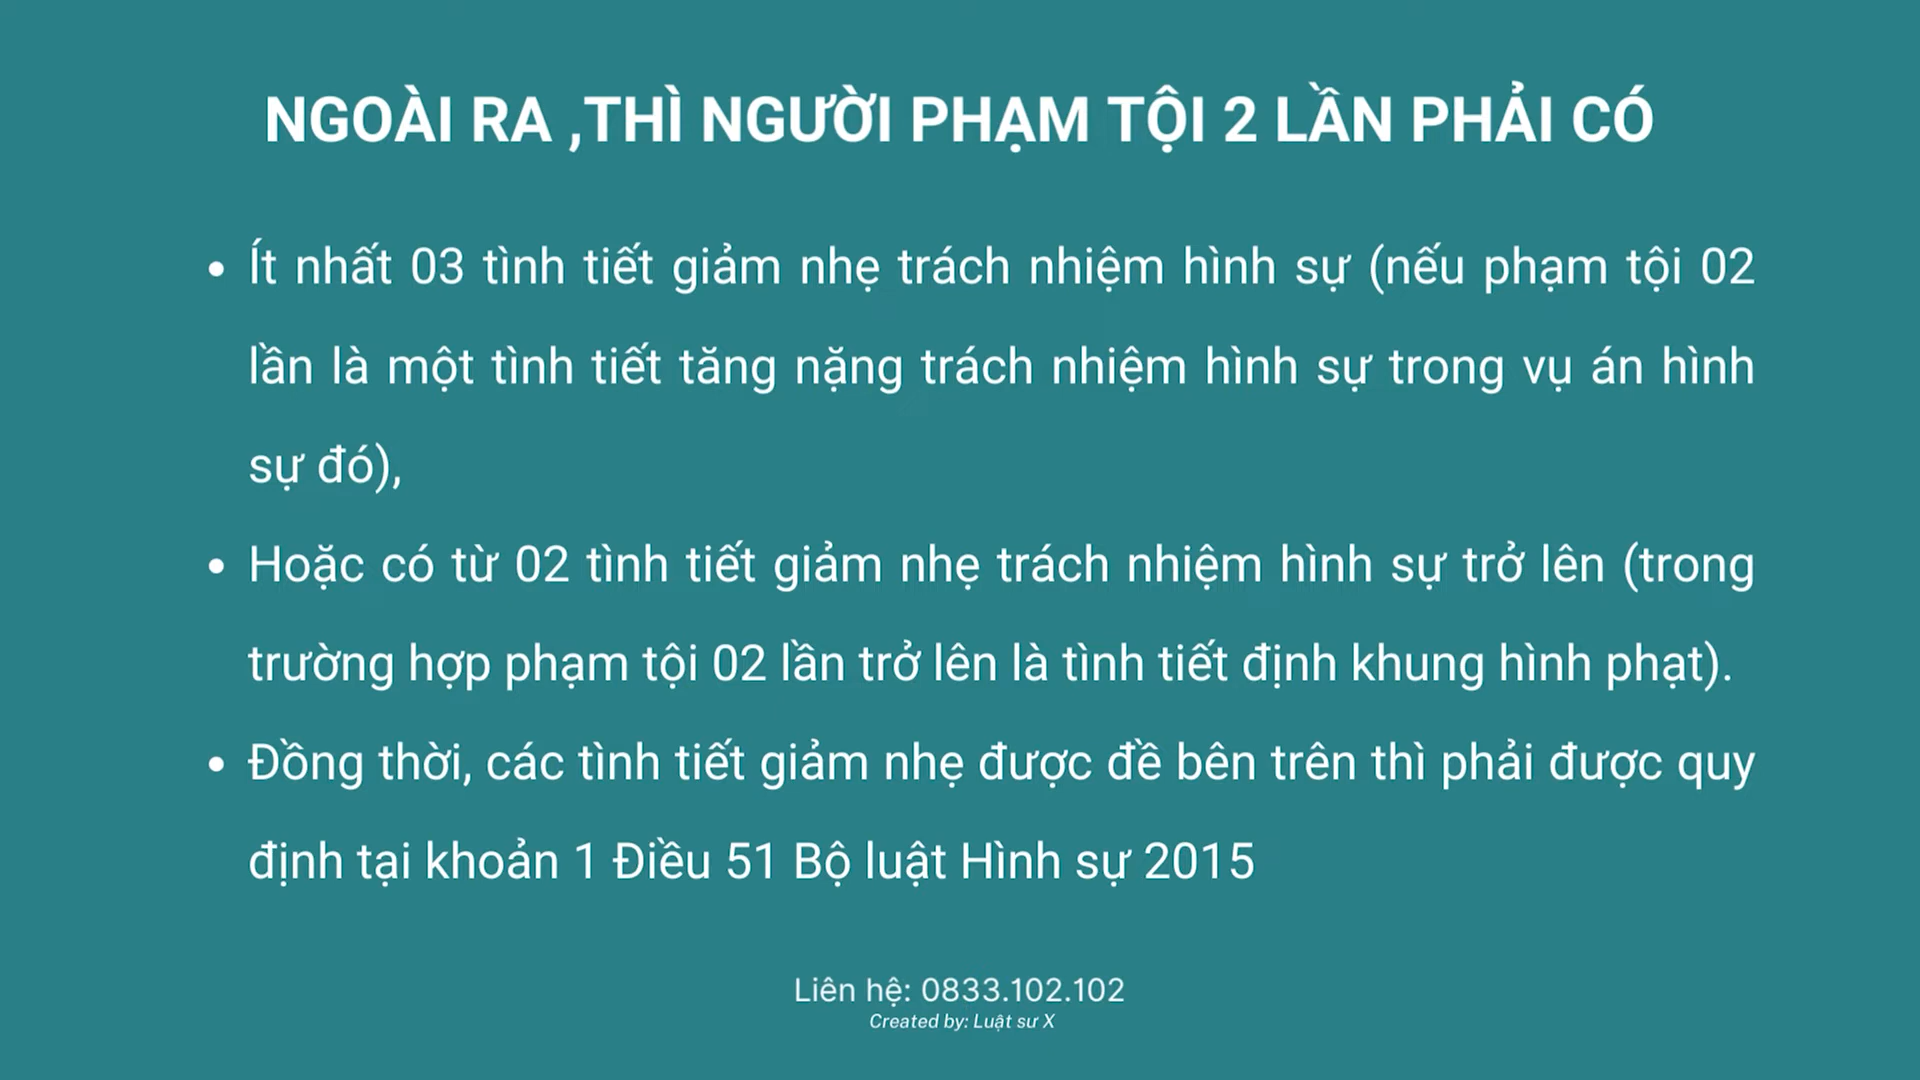 NGOÀI RA ,THÌ NGƯỜI PHẠM TỘI 2 LẦN PHẢI CÓ
• Ít nhất 03 tình tiết giảm nhẹ trách nhiệm hình sự (nếu phạm tội 02
lần là một tình tiết tăng nặng trách nhiệm hình sự trong vụ án hình
sự đó),
• Hoặc có từ 02 tình tiết giảm nhẹ trách nhiệm hình sự trở lên (trong
trường hợp phạm tội 02 lần trở lên là tình tiết định khung hình phạt).
• Đồng thời, các tình tiết giảm nhẹ được đề bên trên thì phải được quy
định tại khoản 1 Điều 51 Bộ luật Hình sự 2015
Liên hệ: 0833.102.102
Created by: Luật sư X